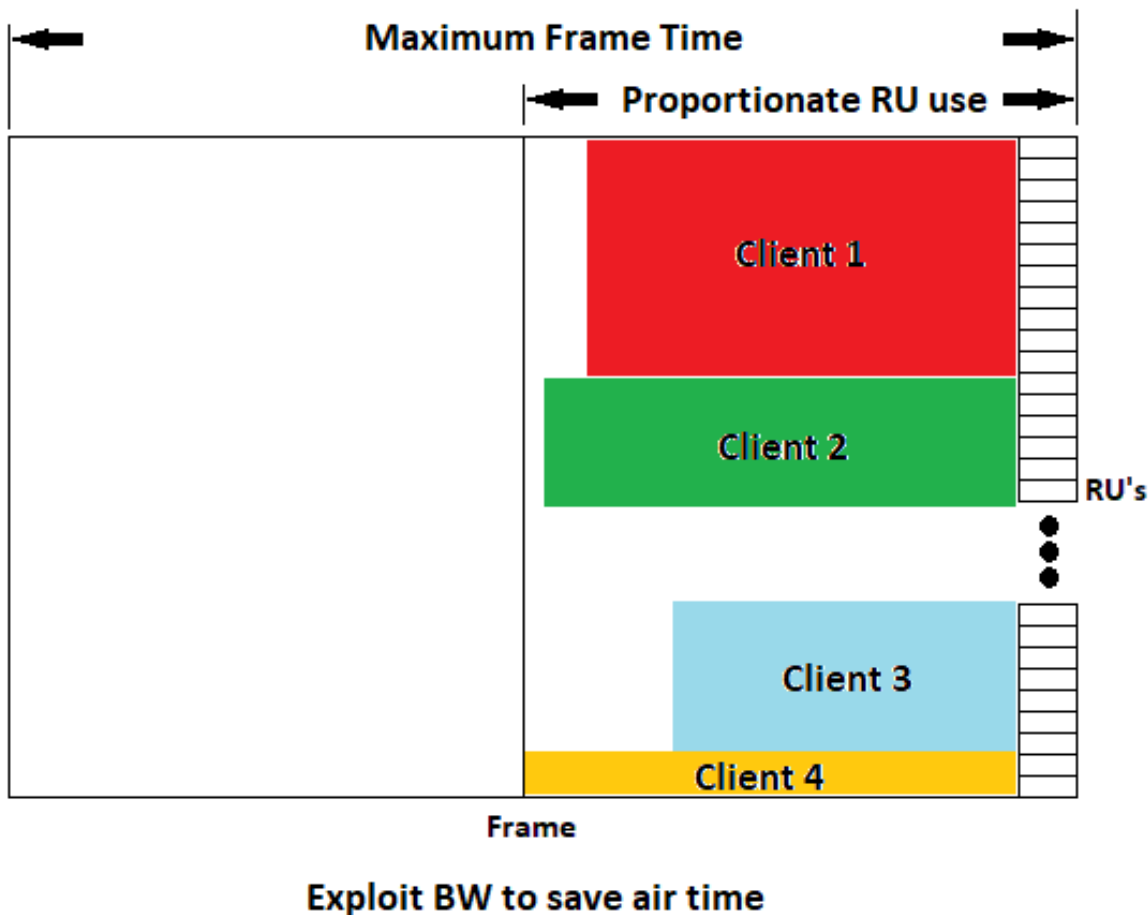 Maximum Frame Time
Proportionate RU use
Client 1
Client 2
RU's
Client 3
Client 4
Frame
Exploit BW to save air time